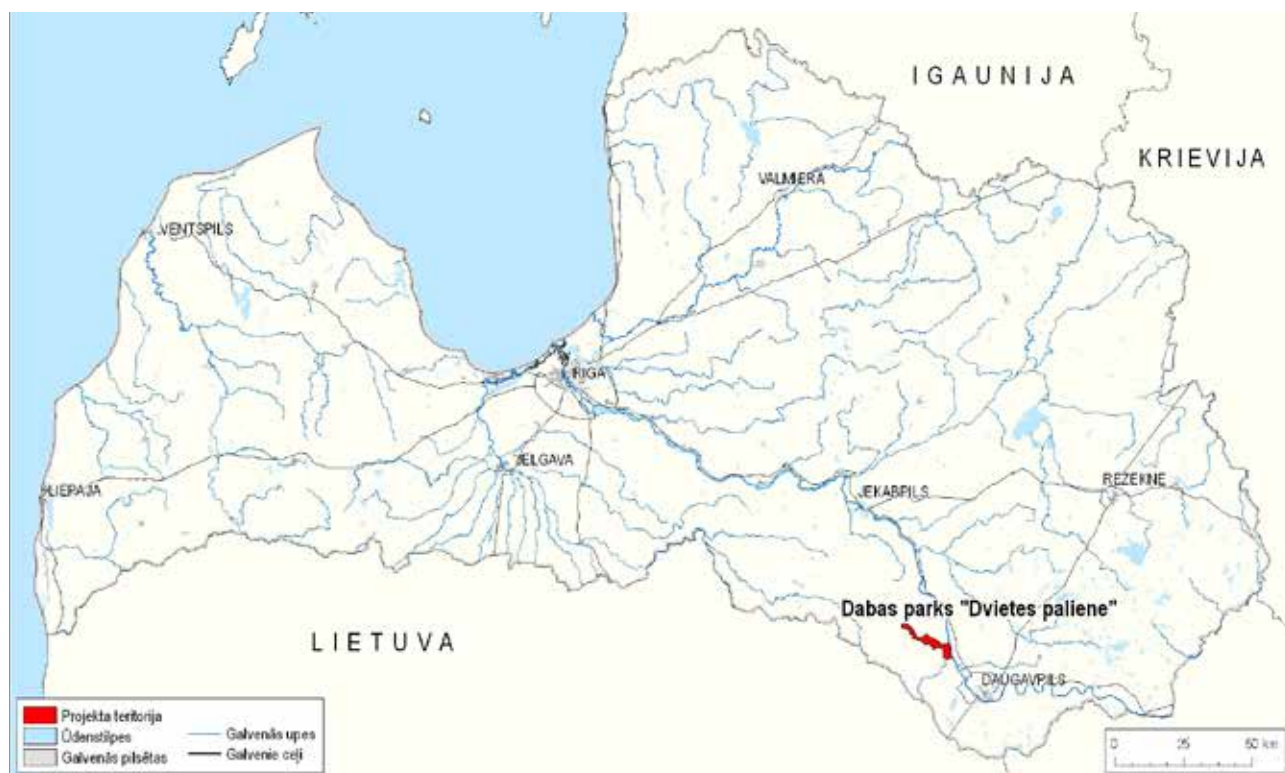 IGAUNIJA
KRIEVIJA
VALMIERA
VENTSPILS
RIGA
JELGAVA
LIEPAJA
JEKABPILS
REZEKNE
Dabas parks "Dvietes paliene"
LIETUVA
DAUGAVPILS
Projekta teritorija
Ūdenstilpes
Galvenās pilsētas
Galvenās upes
Galvenie ceļi
0 25 50 km